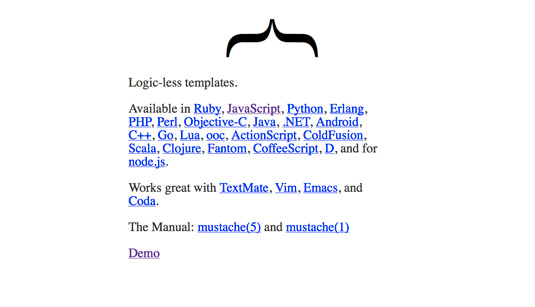 {
Logic-less templates.
Available in Ruby, JavaScript, Python, Erlang,
PHP, Perl, Objective-C, Java, .NET, Android,
C++, Go, Lua, ooc, ActionScript, ColdFusion,
Scala, Clojure, Fantom, CoffeeScript, D, and for
node.js.
Works great with TextMate, Vim, Emacs, and
Coda.
The Manual: mustache(5) and mustache(1)
Demo